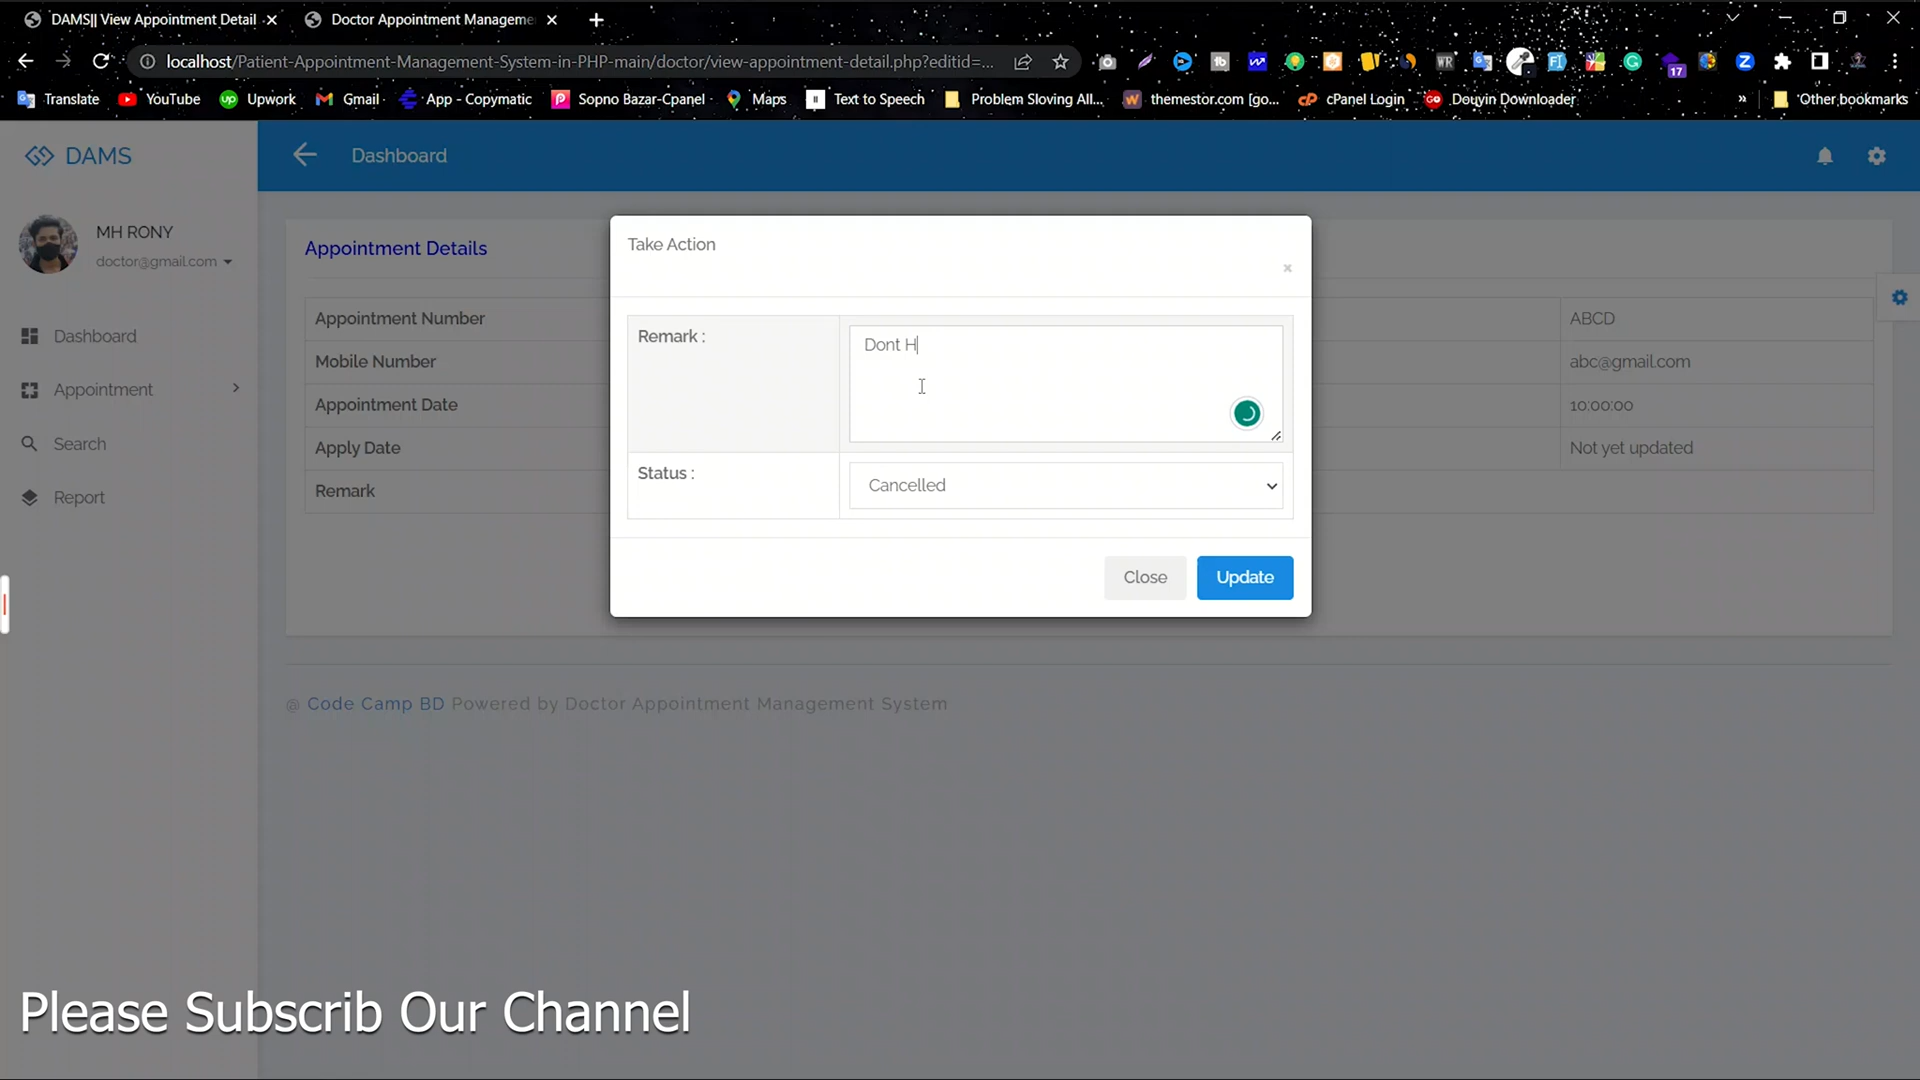 DAMS|| View Appointment Detail
Doctor Appointment Manageme
localhost/Patient-Appointment-Management-System-in-PHP-main/doctor/view-appointment-detail.php?editid=...
17
Translate
YouTube
Upwork
Gmail
App - Copymatic
Sopno Bazar-Cpanel
Maps
Text to Speech
Problem Sloving All...
themestor.com [go...
cPanel Login
Douyin Downloader
»
Other bookmarks
DAMS
Dashboard
MH RONY
doctor@gmail.com
Dashboard
Appointment
Search
Report
Appointment Details
Appointment Number
ABCD
Mobile Number
abc@gmail.com
Appointment Date
10:00:00
Apply Date
Not yet updated
Remark
Take Action
×
Remark :
Dont H
Status :
Cancelled
Close
Update
@ Code Camp BD Powered by Doctor Appointment Management System
Please Subscrib Our Channel